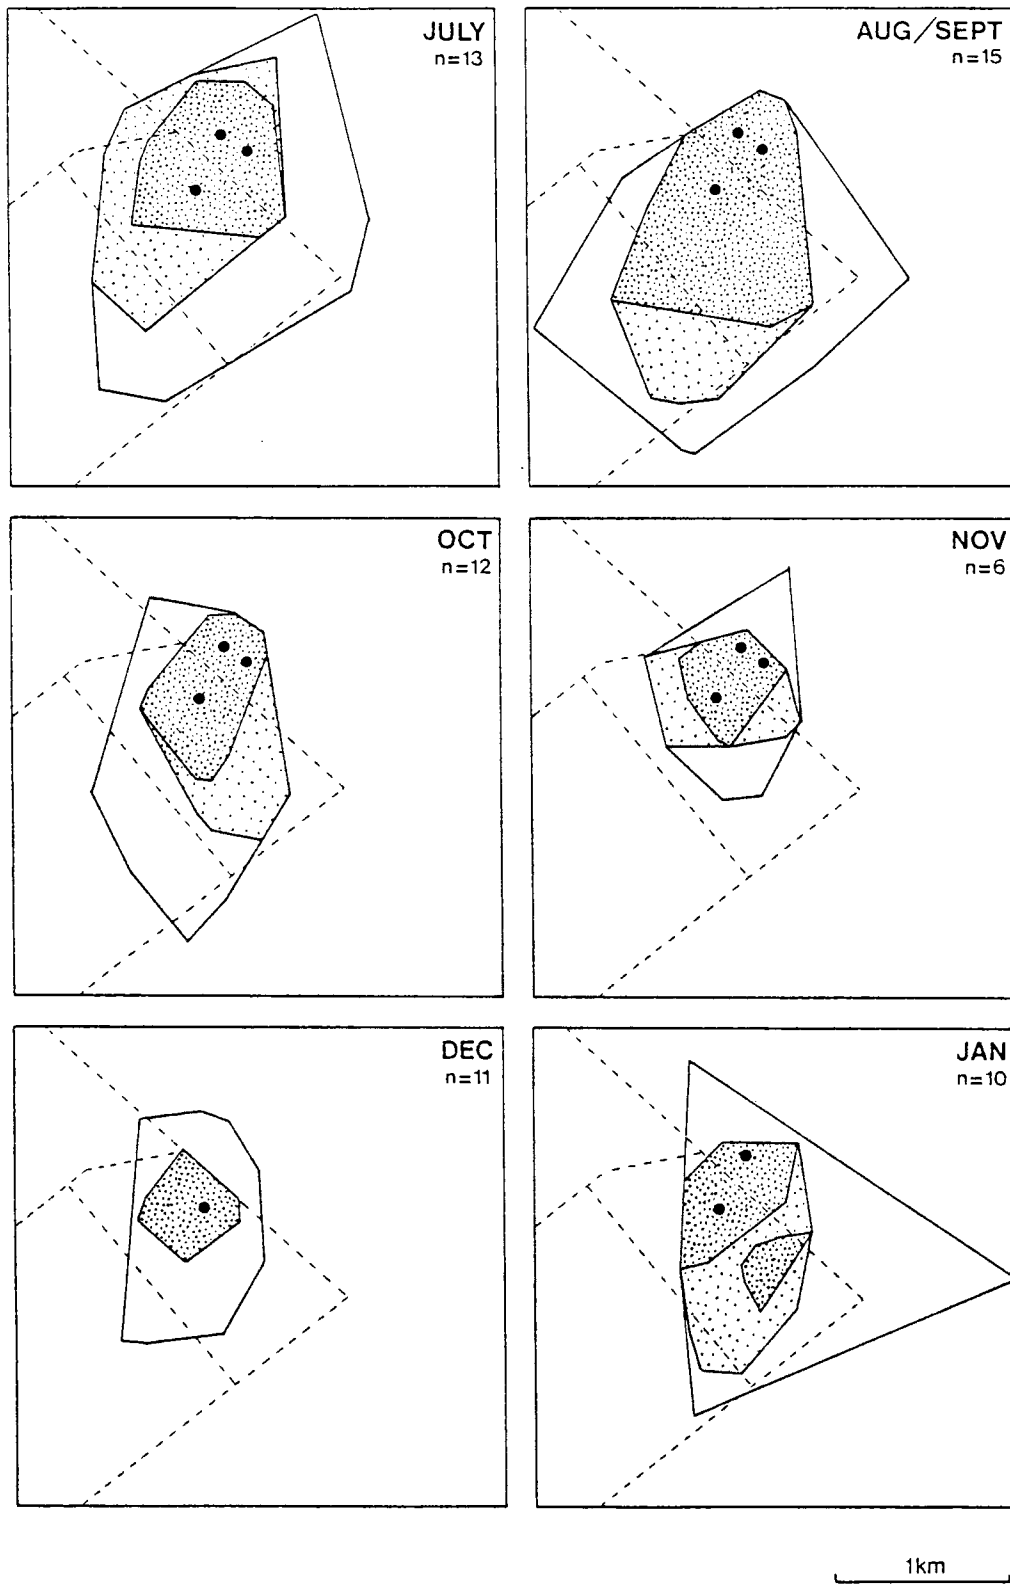 JULY
n=13
AUG/SEPT
n=15
OCT
n=12
NOV
n=6
DEC
n=11
JAN
n=10
1km